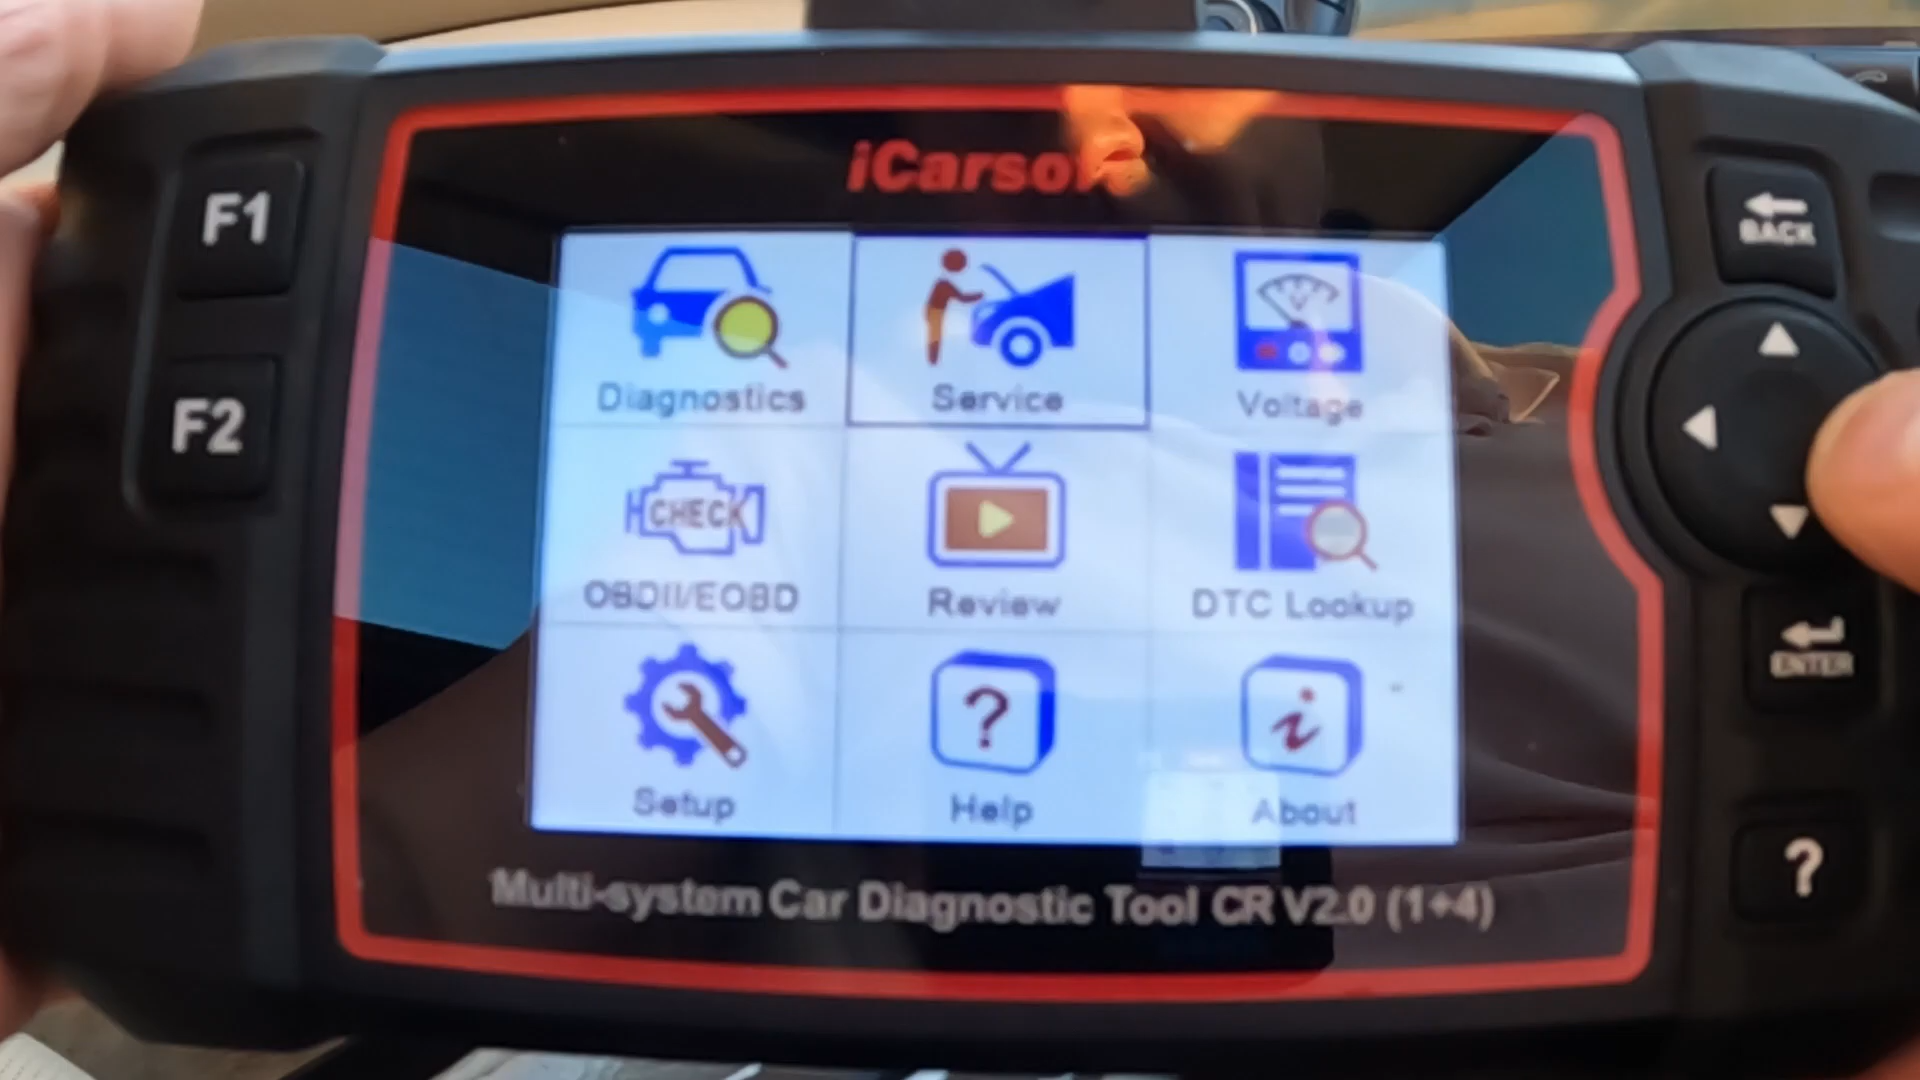 iCarsoft
F1
BACK
Diagnostics
Service
Voltage
V
F2
CHECK
OBDII/EOBD
Review
DTC Lookup
ENTER
?
i
Setup
Help
About
?
Multi-system Car Diagnostic Tool CR V2.0 (1+4)